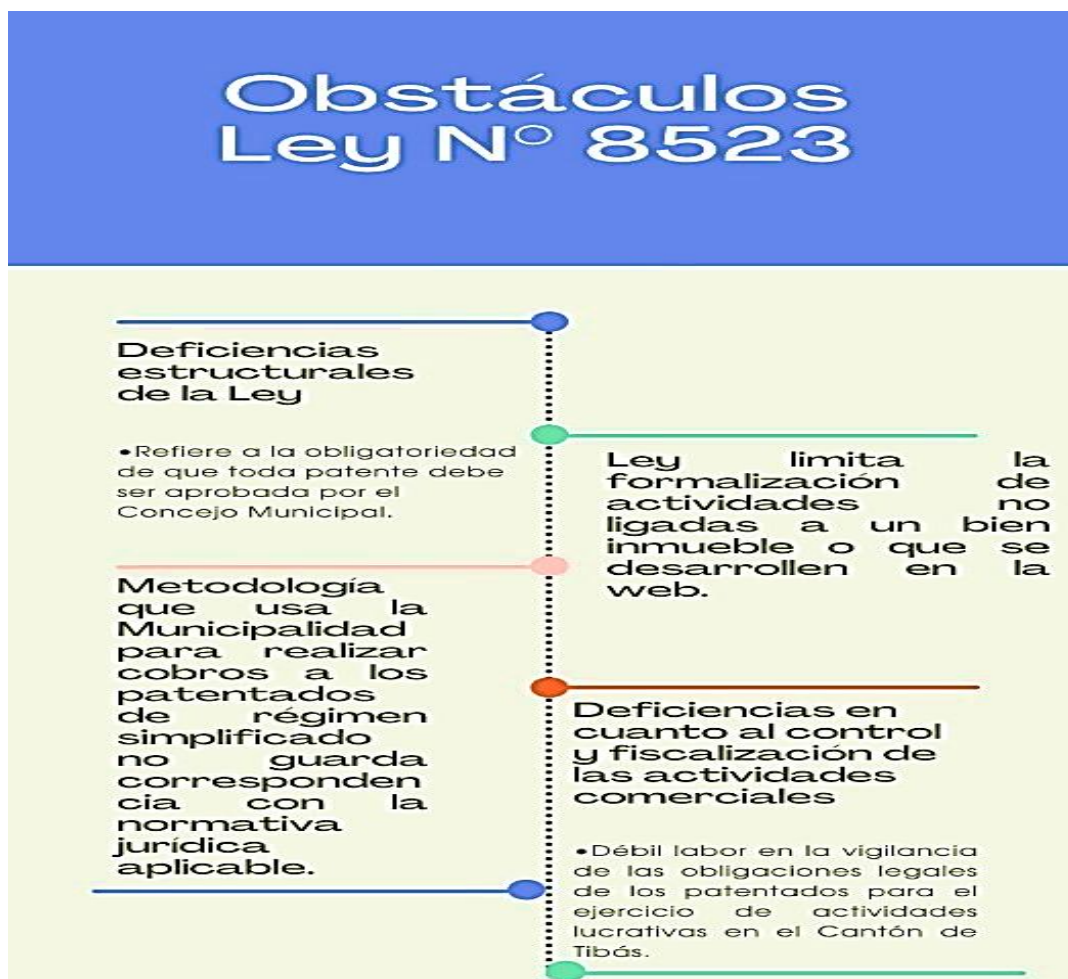 Obstáculos
Ley N° 8523
Deficiencias
estructurales
de la Ley
•Refiere a la obligatoriedad
de que toda patente debe
ser aprobada por el
Concejo Municipal.
Ley limita la
formalización de
actividades no
ligadas a un bien
inmueble o que se
desarrollen en la
web.
Metodología
que usa la
Municipalidad
para realizar
cobros a los
patentados
de régimen
simplificado
no guarda
corresponden
cia con la
normativa
jurídica
aplicable.
Deficiencias en
cuanto al control
y fiscalización de
las actividades
comerciales
•Débil labor en la vigilancia
de las obligaciones legales
de los patentados para el
ejercicio de actividades
lucrativas en el Cantón de
Tibás.